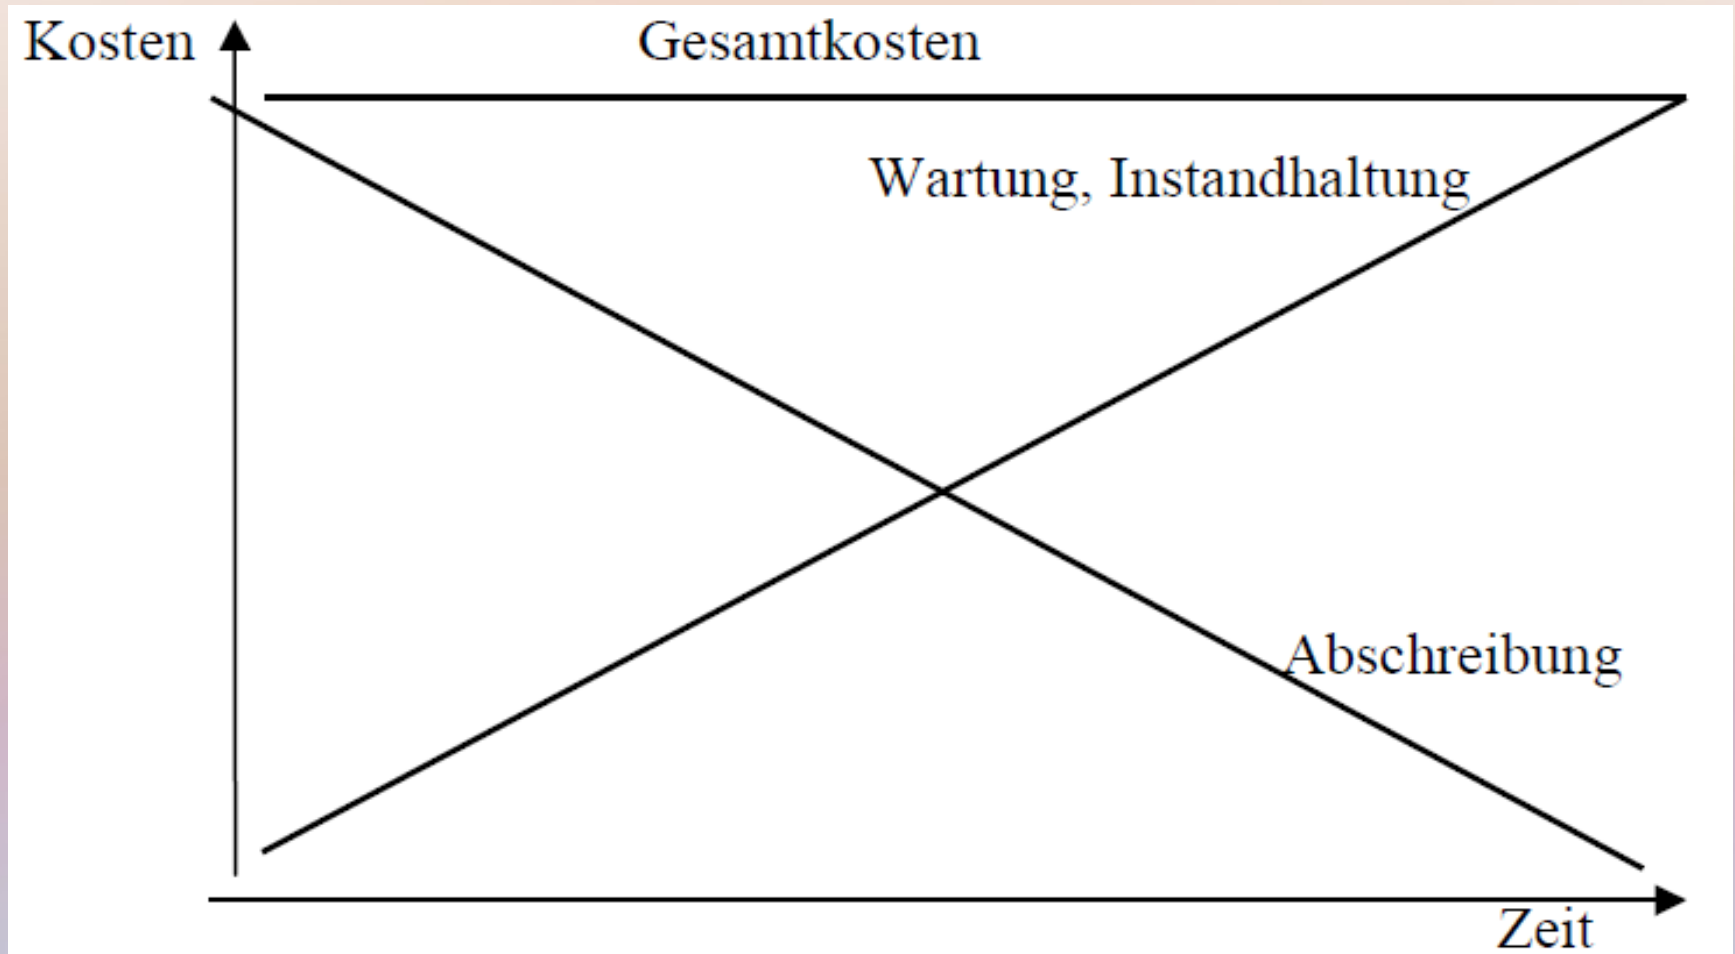 Kosten
Gesamtkosten
Wartung, Instandhaltung
Abschreibung
Zeit